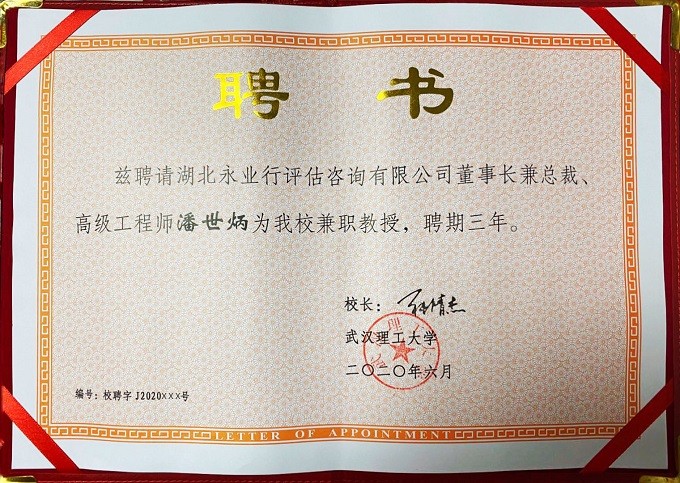 聘书
兹聘请湖北永业行评估咨询有限公司董事长兼总裁、
高级工程师潘世炳为我校兼职教授，聘期三年。
校长：
武汉理工大学
二〇二〇年六月
编号：校聘字J2020×××号
LETTER OF APPOINTMENT